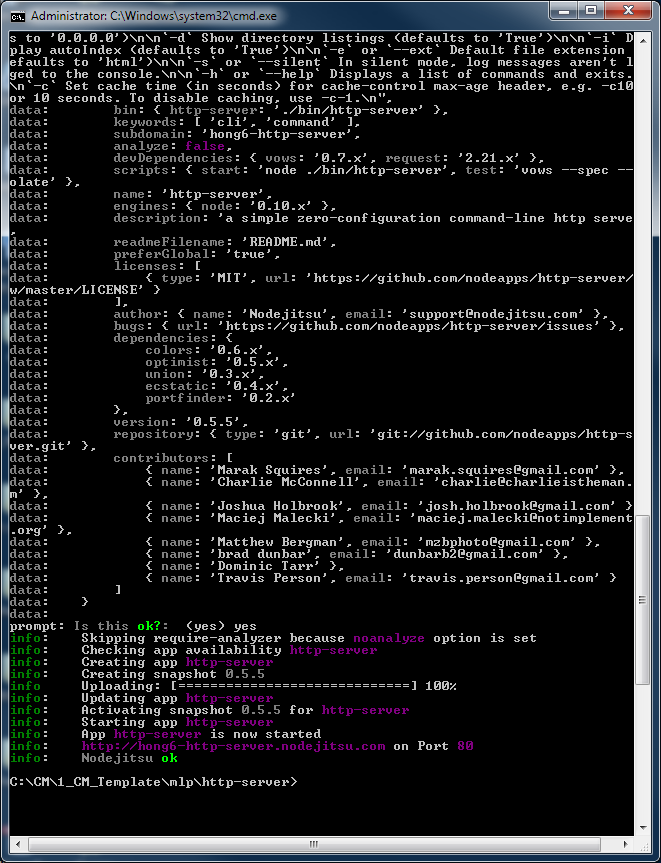 Administrator: C:\Windows\system32\cmd.exe
s to '0.0.0.0')\n\n`-d` Show directory listings (defaults to 'True')\n\n`-i` D
play autoIndex (defaults to 'True')\n\n`-e` or `--ext` Default file extension
efaults to 'html')\n\n`-s` or `--silent` In silent mode, log messages aren't l
ged to the console.\n\n`-h` or `--help` Displays a list of commands and exits.
\n`-c` Set cache time (in seconds) for cache-control max-age header, e.g. -c10
or 10 seconds. To disable caching, use -c-1.\n",
data:        bin: { http-server: './bin/http-server' },
data:        keywords: [ 'cli', 'command' ],
data:        subdomain: 'hong6-http-server',
data:        analyze: false,
data:        devDependencies: { vows: '0.7.x', request: '2.21.x' },
data:        scripts: { start: 'node ./bin/http-server', test: 'vows --spec --
olate' },
data:        name: 'http-server',
data:        engines: { node: '0.10.x' },
data:        description: 'a simple zero-configuration command-line http serve
,
data:        readmeFilename: 'README.md',
data:        preferGlobal: 'true',
data:        licenses: [
data:            { type: 'MIT', url: 'https://github.com/nodeapps/http-server/
w/master/LICENSE' }
data:        ],
data:        author: { name: 'Nodejitsu', email: 'support@nodejitsu.com' },
data:        bugs: { url: 'https://github.com/nodeapps/http-server/issues' },
data:        dependencies: {
data:            colors: '0.6.x',
data:            optimist: '0.5.x',
data:            union: '0.3.x',
data:            ecstatic: '0.4.x',
data:            portfinder: '0.2.x'
data:        },
data:        version: '0.5.5',
data:        repository: { type: 'git', url: 'git://github.com/nodeapps/http-s
ver.git' },
data:        contributors: [
data:            { name: 'Marak Squires', email: 'marak.squires@gmail.com' },
data:            { name: 'Charlie McConnell', email: 'charlie@charlieistheman.
m' },
data:            { name: 'Joshua Holbrook', email: 'josh.holbrook@gmail.com' }
data:            { name: 'Maciej Malecki', email: 'maciej.malecki@notimplement
.org' },
data:            { name: 'Matthew Bergman', email: 'mzbphoto@gmail.com' },
data:            { name: 'brad dunbar', email: 'dunbarb2@gmail.com' },
data:            { name: 'Dominic Tarr' },
data:            { name: 'Travis Person', email: 'travis.person@gmail.com' }
data:        ]
data:    }
data:
prompt: Is this ok?:  (yes) yes
info:    Skipping require-analyzer because noanalyze option is set
info:    Checking app availability http-server
info:    Creating app http-server
info:    Creating snapshot 0.5.5
info:    Uploading: [=============================] 100%
info:    Updating app http-server
info:    Activating snapshot 0.5.5 for http-server
info:    Starting app http-server
info:    App http-server is now started
info:    http://hong6-http-server.nodejitsu.com on Port 80
info:    Nodejitsu ok
C:\CM\1_CM_Template\mlp\http-server>